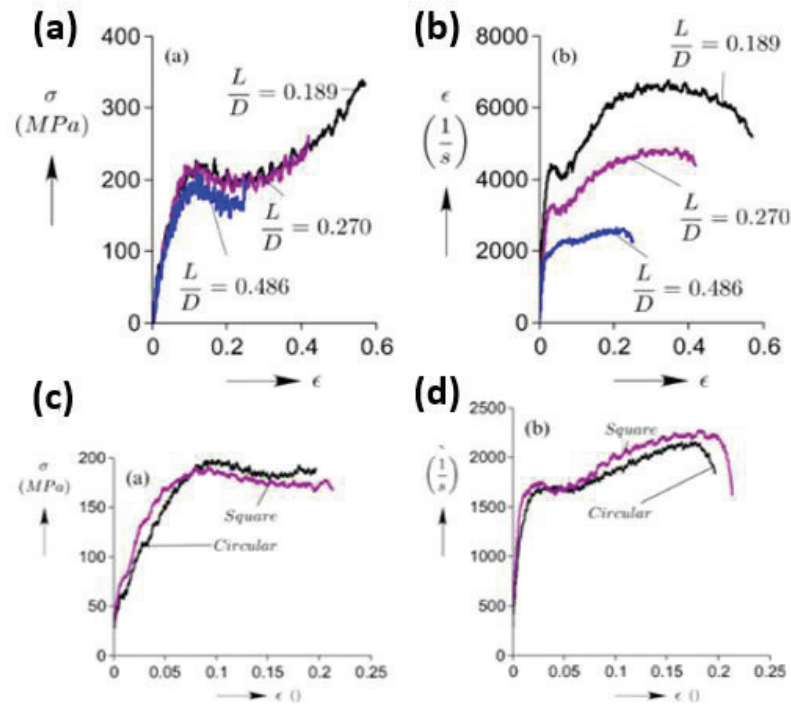 (a)
400
300
200
100
0
σ
(MPa)
(a)
L
D
= 0.189
L
D
= 0.270
L
D
= 0.486
0 0.2 0.4 0.6
ϵ
(b)
8000
6000
4000
2000
0
ϵ
(1/s)
(b)
L
D
= 0.189
L
D
= 0.270
L
D
= 0.486
0 0.2 0.4 0.6
ϵ
(c)
200
150
100
50
0
σ
(MPa)
(a)
Square
Circular
0 0.05 0.1 0.15 0.2 0.25
ϵ ()
(d)
2500
2000
1500
1000
500
0
(1/s)
(b)
Square
Circular
0 0.05 0.1 0.15 0.2 0.25
ϵ ()